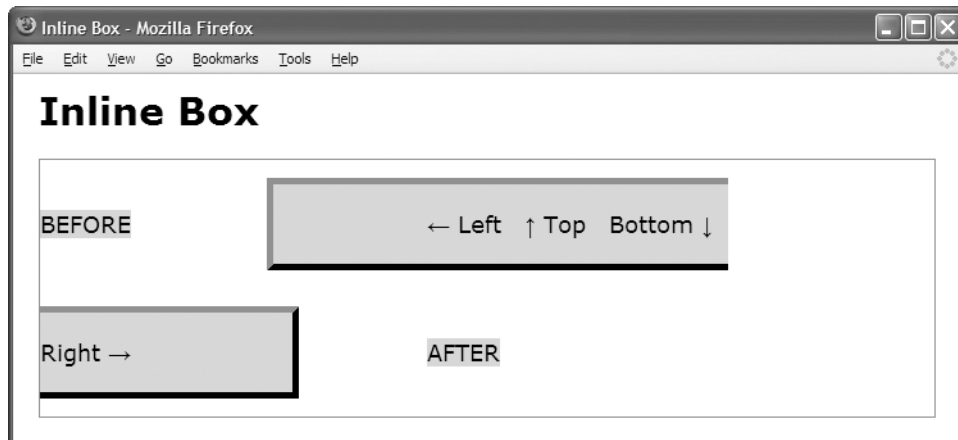 Inline Box - Mozilla Firefox
File Edit View Go Bookmarks Tools Help
Inline Box
BEFORE ← Left ↑ Top Bottom ↓
Right → AFTER